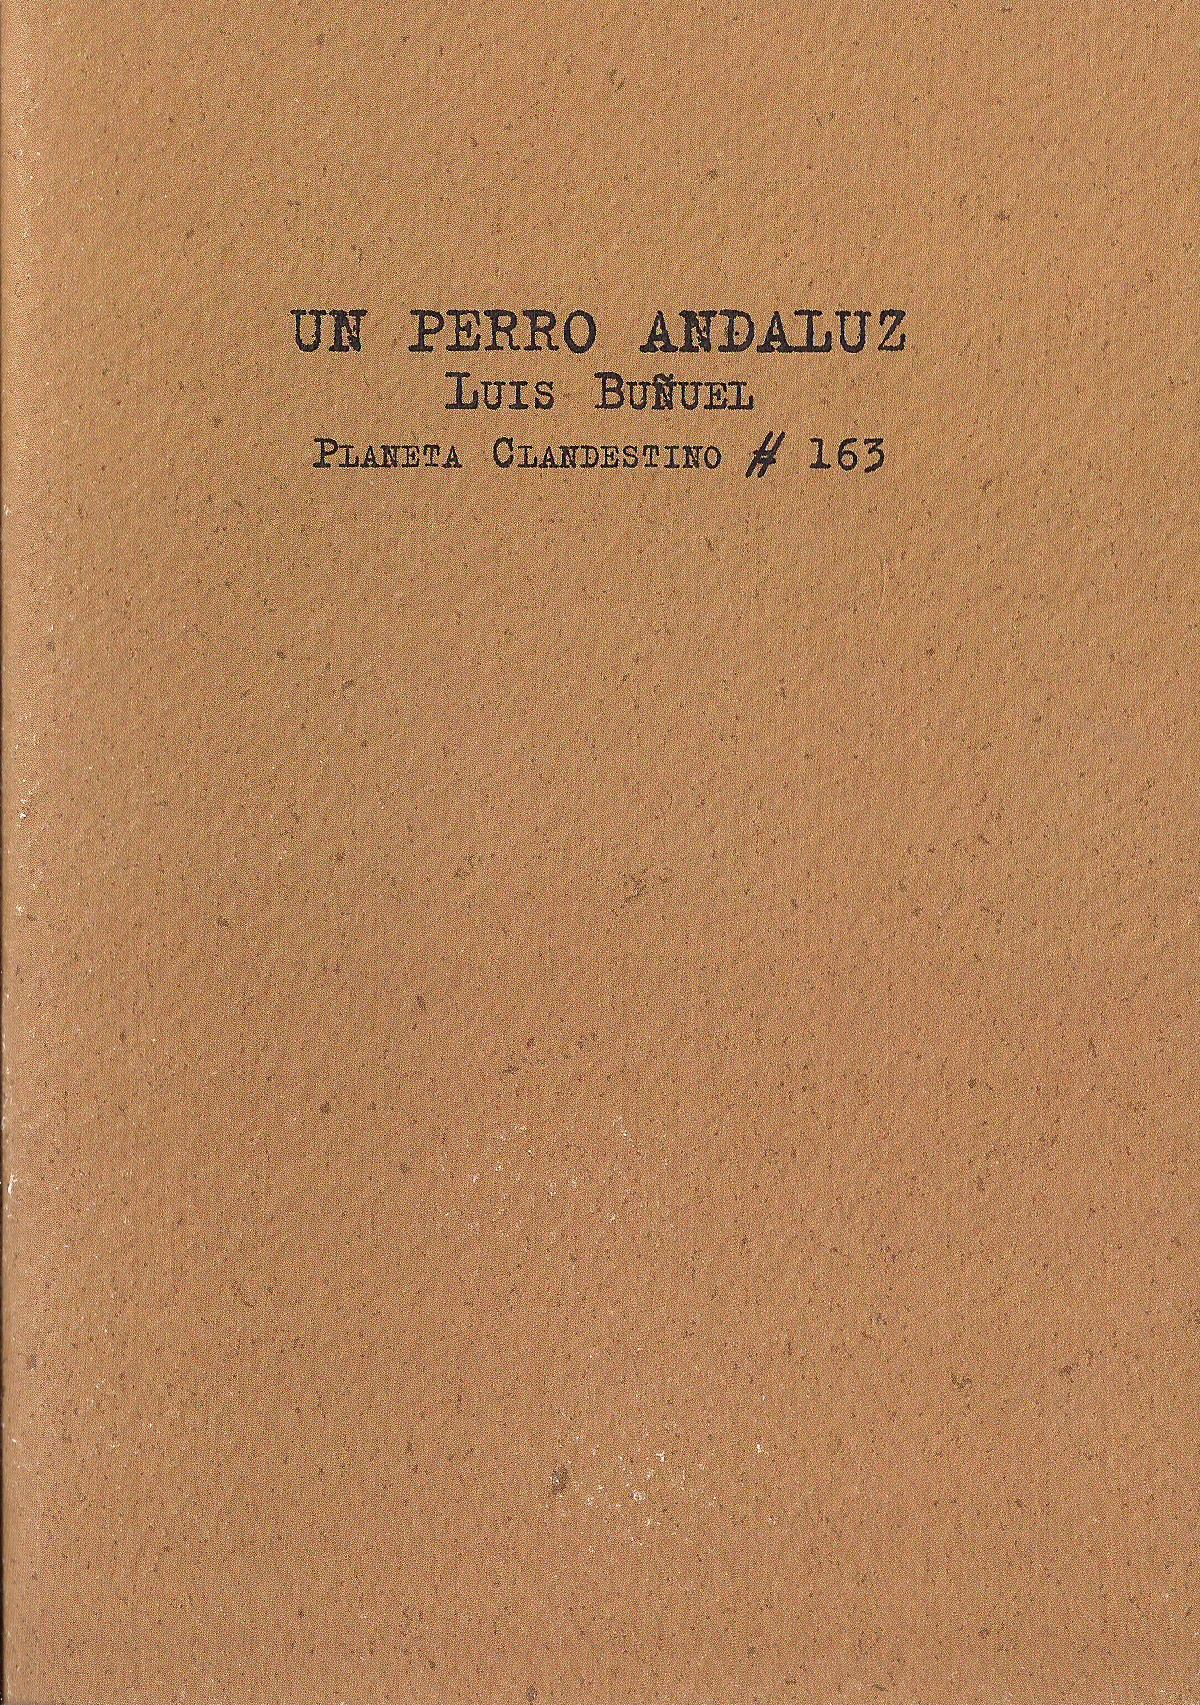 UN PERRO ANDALUZ
LUIS BUÑUEL
PLANETA CLANDESTINO # 163